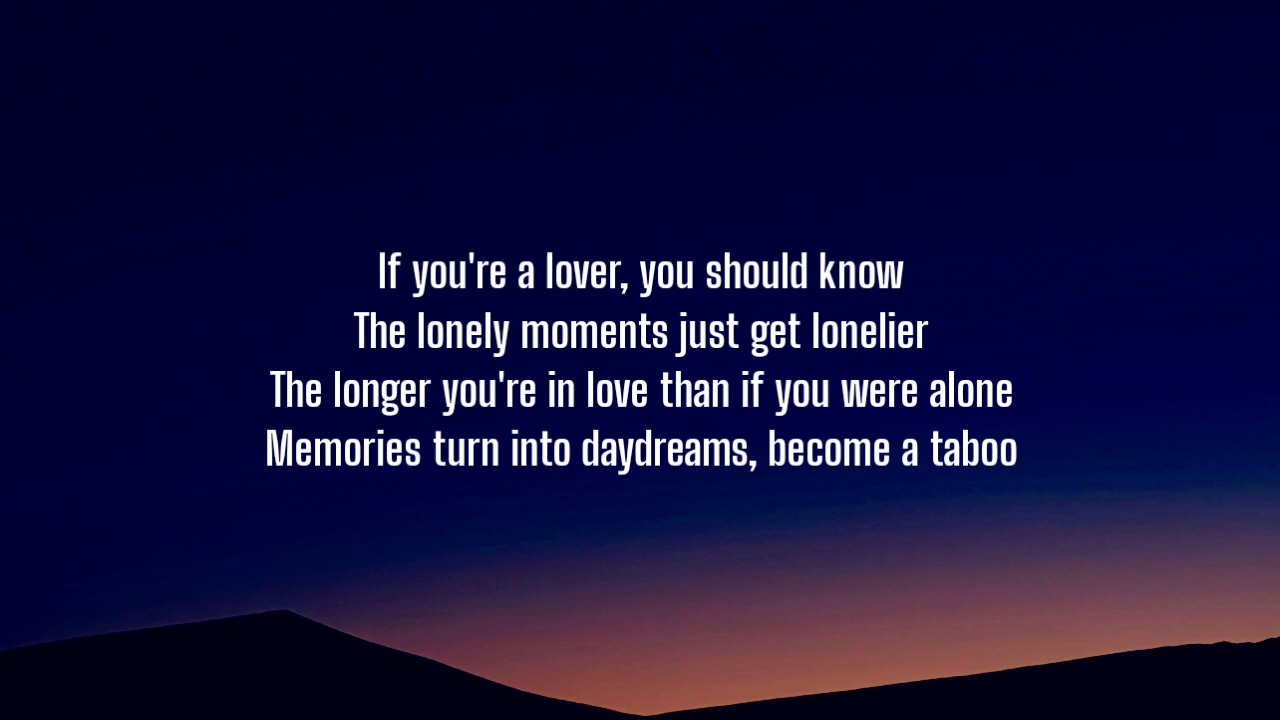 If you're a lover, you should know
The lonely moments just get lonelier
The longer you're in love than if you were alone
Memories turn into daydreams, become a taboo